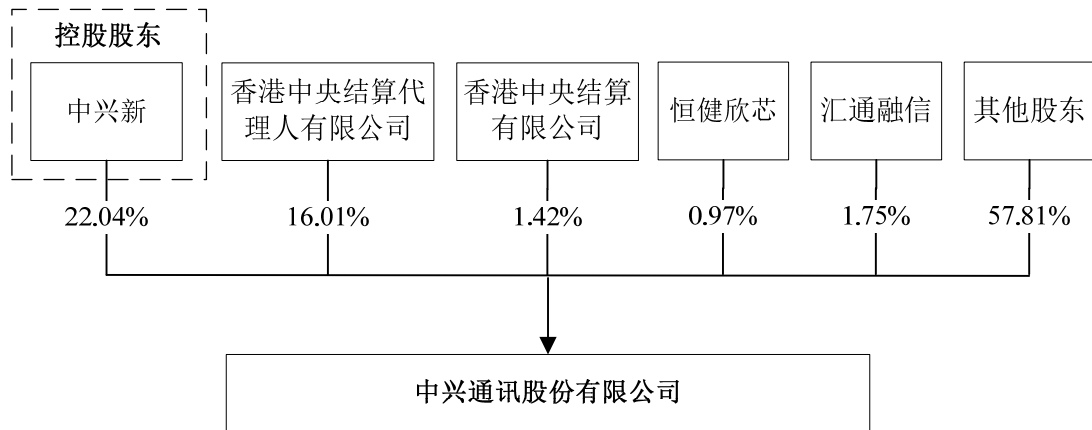 控股股东
中兴新
香港中央结算代
理人有限公司
香港中央结算
有限公司
恒健欣芯
汇通融信
其他股东
22.04%
16.01%
1.42%
0.97%
1.75%
57.81%
中兴通讯股份有限公司